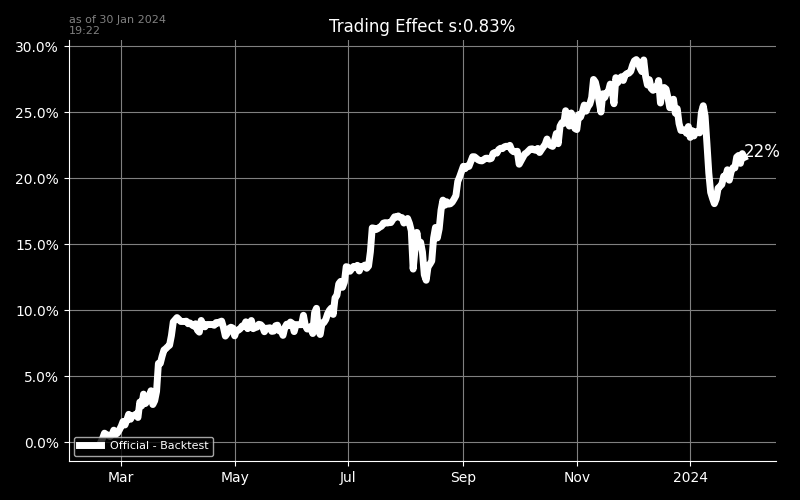 as of 30 Jan 2024
19:22
Trading Effect s:0.83%
30.0%
25.0%
20.0%
15.0%
10.0%
5.0%
0.0%
22%
Official - Backtest
Mar May Jul Sep Nov 2024